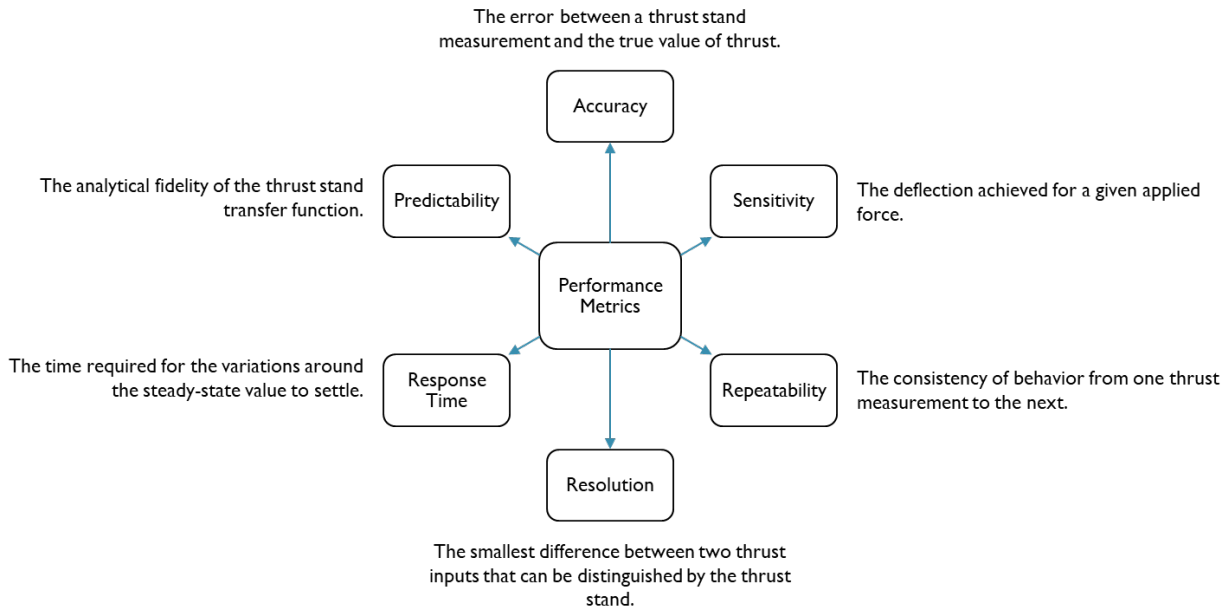 The error between a thrust stand
measurement and the true value of thrust.
Accuracy
The analytical fidelity of the thrust stand
transfer function.
Predictability
Sensitivity
The deflection achieved for a given applied
force.
Performance
Metrics
The time required for the variations around
the steady-state value to settle.
Response
Time
Repeatability
The consistency of behavior from one thrust
measurement to the next.
Resolution
The smallest difference between two thrust
inputs that can be distinguished by the thrust
stand.